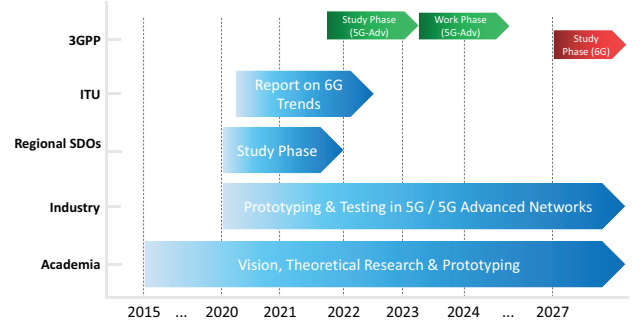 3GPP
Study Phase
(5G-Adv)
Work Phase
(5G-Adv)
Study
Phase (6G)
ITU
Report on 6G
Trends
Regional SDOs
Study Phase
Industry
Prototyping & Testing in 5G / 5G Advanced Networks
Academia
Vision, Theoretical Research & Prototyping
2015 ... 2020 2021 2022 2023 2024 ... 2027